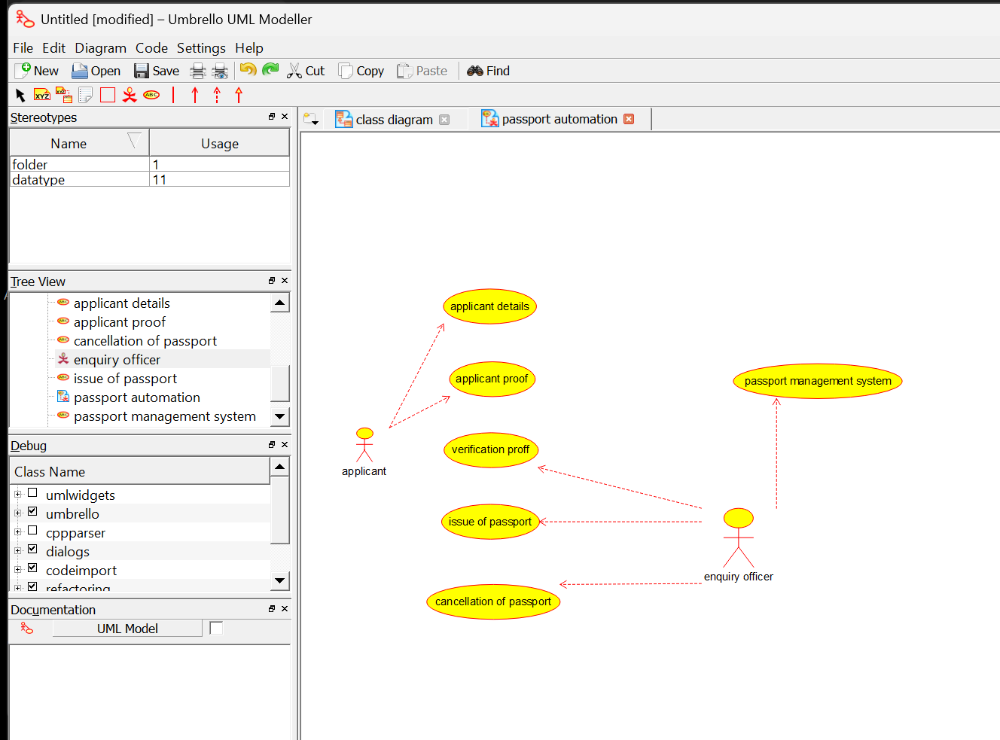 Untitled [modified] – Umbrello UML Modeller
File Edit Diagram Code Settings Help
New Open Save Cut Copy Paste Find
XYZ XYZ ABC
Stereotypes
class diagram passport automation
Name Usage
folder 1
datatype 11
Tree View
applicant details
applicant proof
cancellation of passport
enquiry officer
issue of passport
passport automation
passport management system
Debug
Class Name
umlwidgets
umbrello
cppparser
dialogs
codeimport
refactoring
Documentation
UML Model
applicant details
applicant proof
passport management system
verification proff
applicant
issue of passport
enquiry officer
cancellation of passport